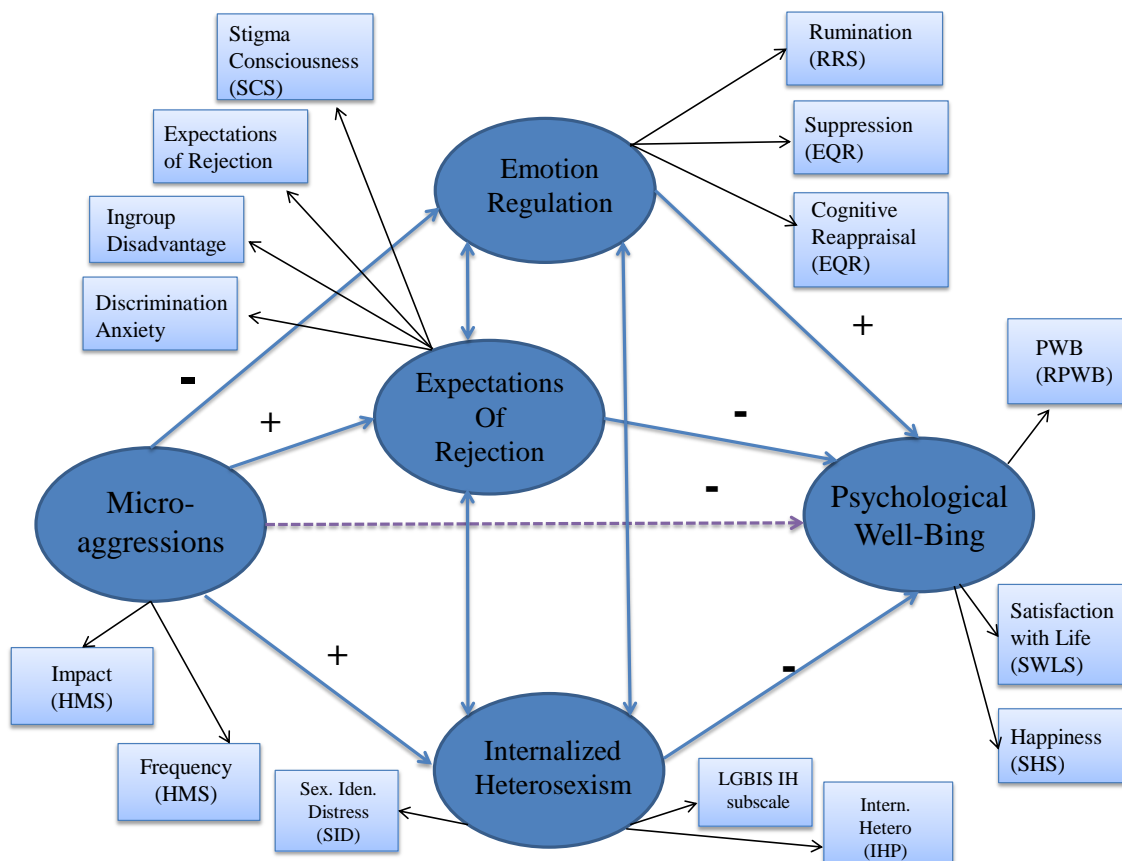 Stigma
Consciousness
(SCS)
Rumination
(RRS)
Expectations
of Rejection
Suppression
(EQR)
Emotion
Regulation
Ingroup
Disadvantage
Cognitive
Reappraisal
(EQR)
Discrimination
Anxiety
+
PWB
(RPWB)
-
Expectations
Of
Rejection
-
+
-
Micro-
aggressions
Psychological
Well-Bing
Satisfaction
with Life
(SWLS)
+
-
Impact
(HMS)
Happiness
(SHS)
Frequency
(HMS)
Internalized
Heterosexism
Sex. Iden.
Distress
(SID)
LGBIS IH
subscale
Intern.
Hetero
(IHP)